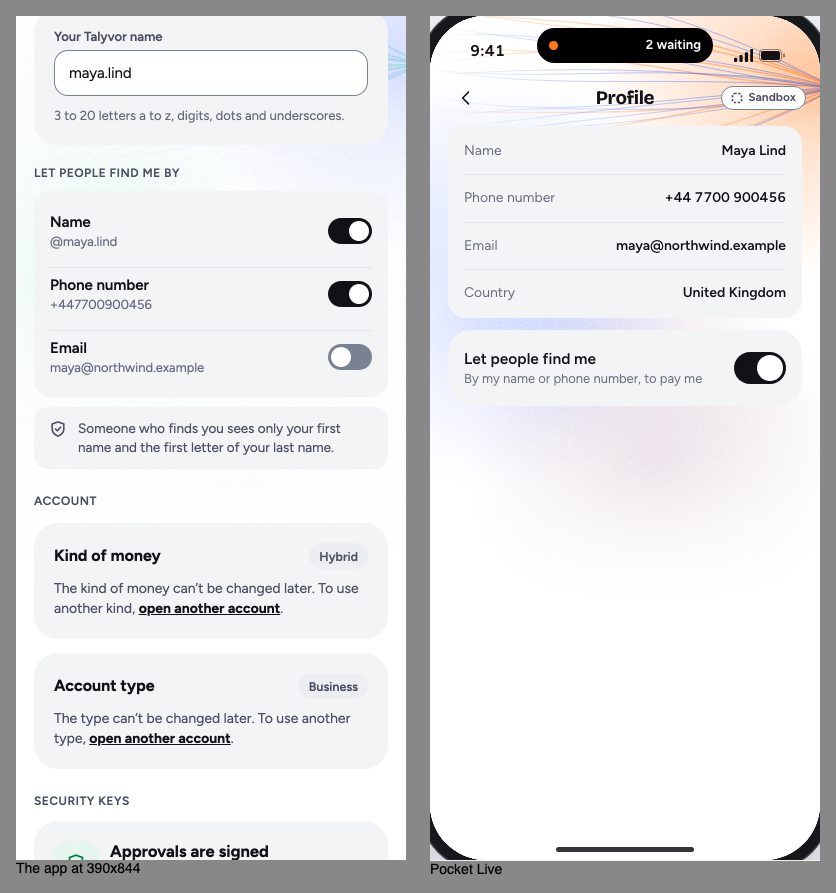 Your Talyvor name
maya.lind
3 to 20 letters a to z, digits, dots and underscores.
LET PEOPLE FIND ME BY
Name
@maya.lind
Phone number
+447700900456
Email
maya@northwind.example
Someone who finds you sees only your first
name and the first letter of your last name.
ACCOUNT
Kind of money
Hybrid
The kind of money can’t be changed later. To use
another kind, open another account.
Account type
Business
The type can’t be changed later. To use another
type, open another account.
SECURITY KEYS
Approvals are signed
The app at 390x844
9:41
2 waiting
Profile
Sandbox
Name
Maya Lind
Phone number
+44 7700 900456
Email
maya@northwind.example
Country
United Kingdom
Let people find me
By my name or phone number, to pay me
Pocket Live